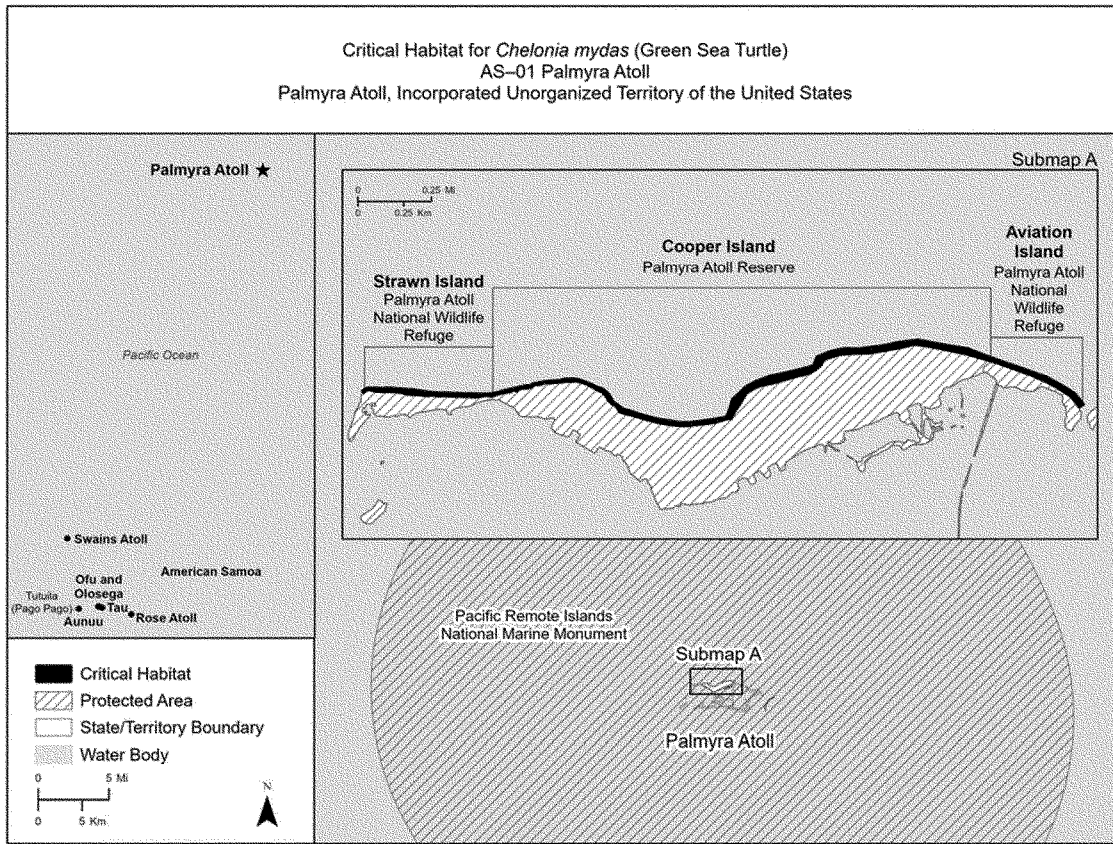 Critical Habitat for Chelonia mydas (Green Sea Turtle)
AS–01 Palmyra Atoll
Palmyra Atoll, Incorporated Unorganized Territory of the United States
Palmyra Atoll
Pacific Ocean
Swains Atoll
American Samoa
Ofu and
Olosega
Tutuila
(Pago Pago)
Tau
Aunuu
Rose Atoll
Critical Habitat
Protected Area
State/Territory Boundary
Water Body
0 5 Mi
0 5 Km
N
Submap A
0 0.25 Mi
0 0.25 Km
Strawn Island
Palmyra Atoll
National Wildlife
Refuge
Cooper Island
Palmyra Atoll Reserve
Aviation
Island
Palmyra Atoll
National
Wildlife
Refuge
Pacific Remote Islands
National Marine Monument
Submap A
Palmyra Atoll